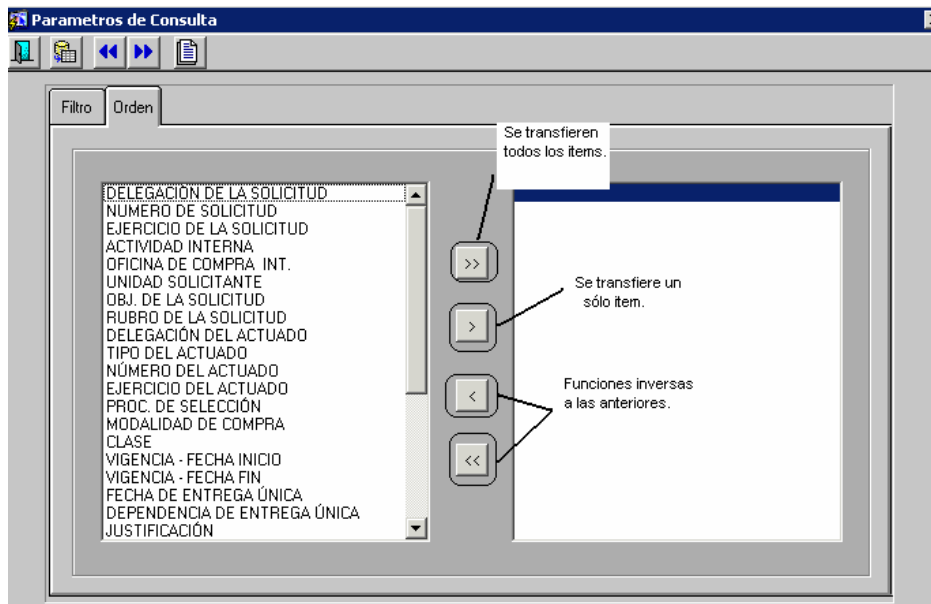 Parametros de Consulta
Filtro
Orden
Se transfieren
todos los items.
DELEGACIÓN DE LA SOLICITUD
NUMERO DE SOLICITUD
EJERCICIO DE LA SOLICITUD
ACTIVIDAD INTERNA
OFICINA DE COMPRA INT.
UNIDAD SOLICITANTE
OBJ. DE LA SOLICITUD
RUBRO DE LA SOLICITUD
DELEGACIÓN DEL ACTUADO
TIPO DEL ACTUADO
NÚMERO DEL ACTUADO
EJERCICIO DEL ACTUADO
PROC. DE SELECCIÓN
MODALIDAD DE COMPRA
CLASE
VIGENCIA - FECHA INICIO
VIGENCIA - FECHA FIN
FECHA DE ENTREGA ÚNICA
DEPENDENCIA DE ENTREGA ÚNICA
JUSTIFICACIÓN
>>
>
<
<<
Se transfiere un
sólo item.
Funciones inversas
a las anteriores.